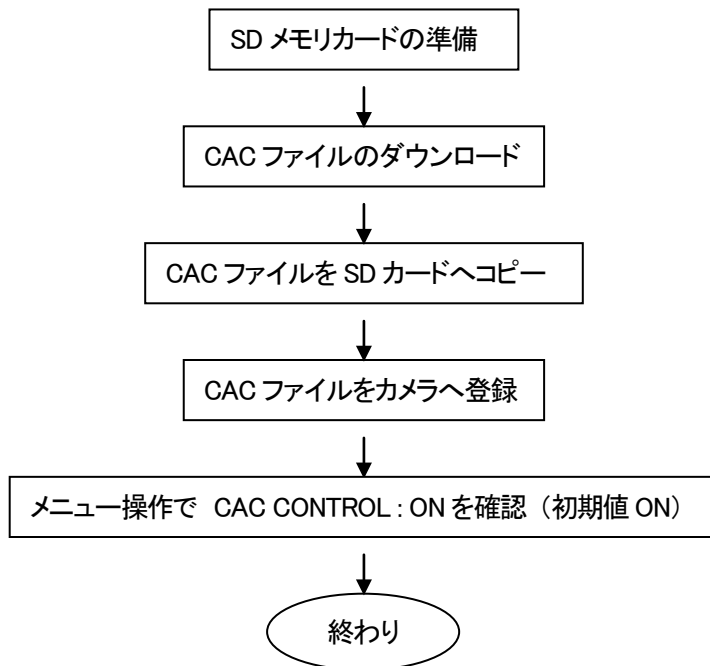 SD メモリカードの準備
CAC ファイルのダウンロード
CAC ファイルを SD カードへコピー
CAC ファイルをカメラへ登録
メニュー操作で CAC CONTROL : ON を確認（初期値 ON）
終わり